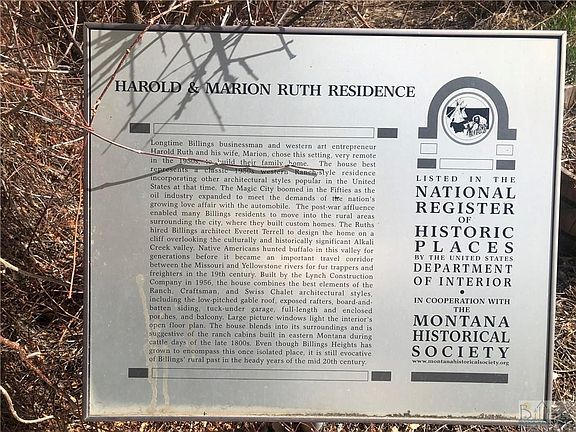 HAROLD & MARION RUTH RESIDENCE
Longtime Billings businessman and western art entrepreneur
Harold Ruth and his wife, Marion, chose this setting, very remote
in the 1950s, to build their family home. The house best
represents a classic 1950s western Ranch-style residence
incorporating other architectural styles popular in the United
States at that time. The Magic City boomed in the Fifties as the
oil industry expanded to meet the demands of the nation's
growing love affair with the automobile. The post-war affluence
enabled many Billings residents to move into the rural areas
surrounding the city, where they built custom homes. The Ruths
hired Billings architect Everett Terrell to design the home on a
cliff overlooking the culturally and historically significant Alkali
Creek valley. Native Americans hunted buffalo in this valley for
generations before it became an important travel corridor
between the Missouri and Yellowstone rivers for fur trappers and
freighters in the 19th century. Built by the Lynch Construction
Company in 1956, the house combines the best elements of the
Ranch, Craftsman, and Swiss Chalet architectural styles,
including the low-pitched gable roof, exposed rafters, board-and-
batten siding, tuck-under garage, full-length and enclosed
porches, and balcony. Large picture windows light the interior's
open floor plan. The house blends into its surroundings and is
suggestive of the ranch cabins built in eastern Montana during
cattle days of the late 1800s. Even though Billings Heights has
grown to encompass this once isolated place, it is still evocative
of Billings' rural past in the heady years of the mid 20th century.
LISTED IN THE
NATIONAL
REGISTER
OF
HISTORIC
PLACES
BY THE UNITED STATES
DEPARTMENT
OF INTERIOR
IN COOPERATION WITH
THE
MONTANA
HISTORICAL
SOCIETY
www.montanahistoricalsociety.org